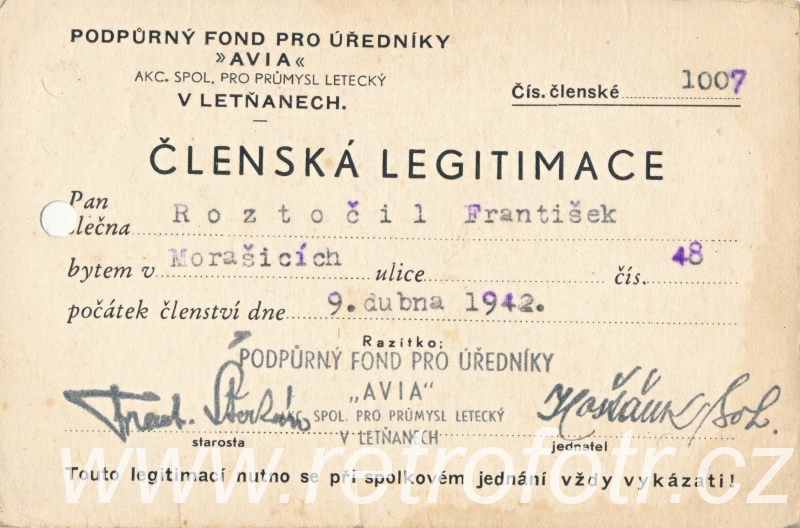 PODPŮRNÝ FOND PRO ÚŘEDNÍKY
»AVIA«
AKC. SPOL. PRO PRŮMYSL LETECKÝ
V LETŇANECH.
Čís. členské 1007
ČLENSKÁ LEGITIMACE
Pan
slečna Roztočil František
bytem v Morašicích ulice čís. 48
počátek členství dne 9. dubna 1942.
Razítko:
PODPŮRNÝ FOND PRO ÚŘEDNÍKY
„AVIA"
AKC. SPOL. PRO PRŮMYSL LETECKÝ
V LETŇANECH
starosta
jednatel
Touto legitimací nutno se při spolkovém jednání vždy vykázati!
www.retrofotr.cz